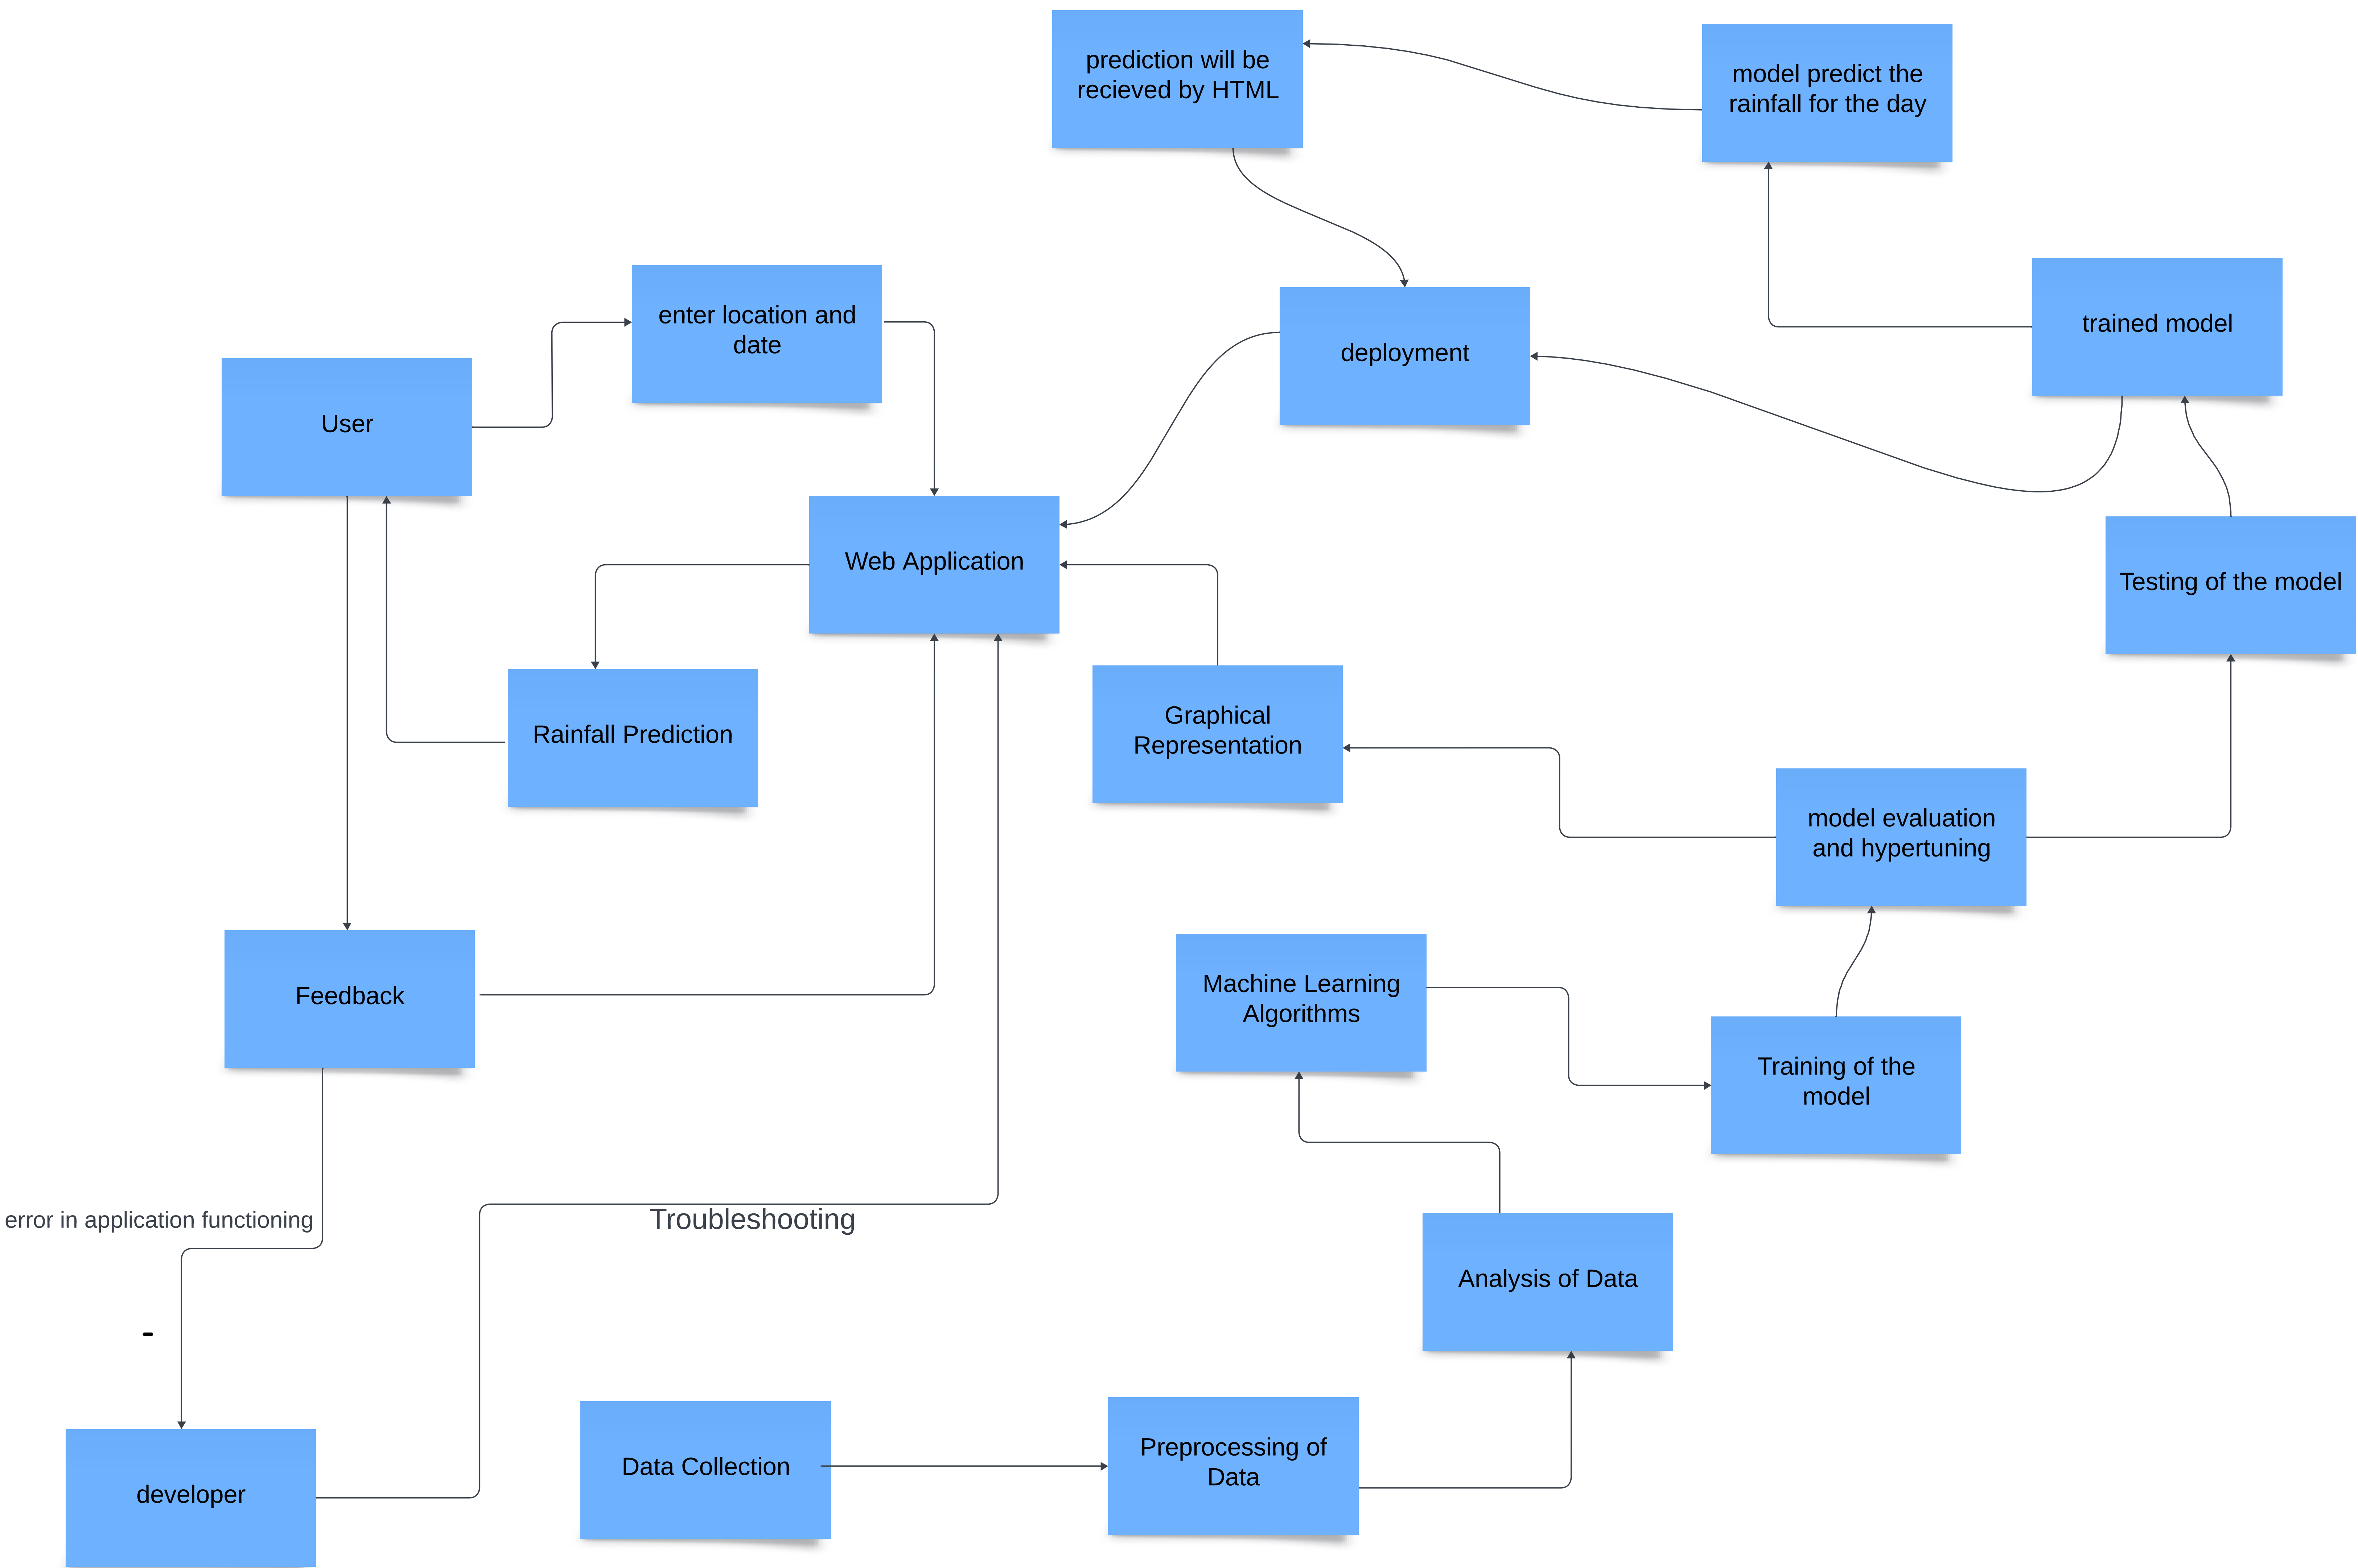 prediction will be
recieved by HTML
model predict the
rainfall for the day
enter location and
date
deployment
trained model
User
Web Application
Testing of the model
Rainfall Prediction
Graphical
Representation
model evaluation
and hypertuning
Feedback
Machine Learning
Algorithms
Training of the
model
error in application functioning
Troubleshooting
Analysis of Data
-
developer
Data Collection
Preprocessing of
Data